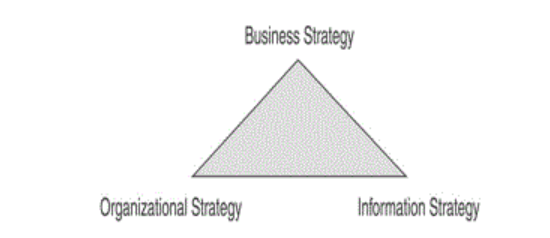 Business Strategy
Organizational Strategy
Information Strategy